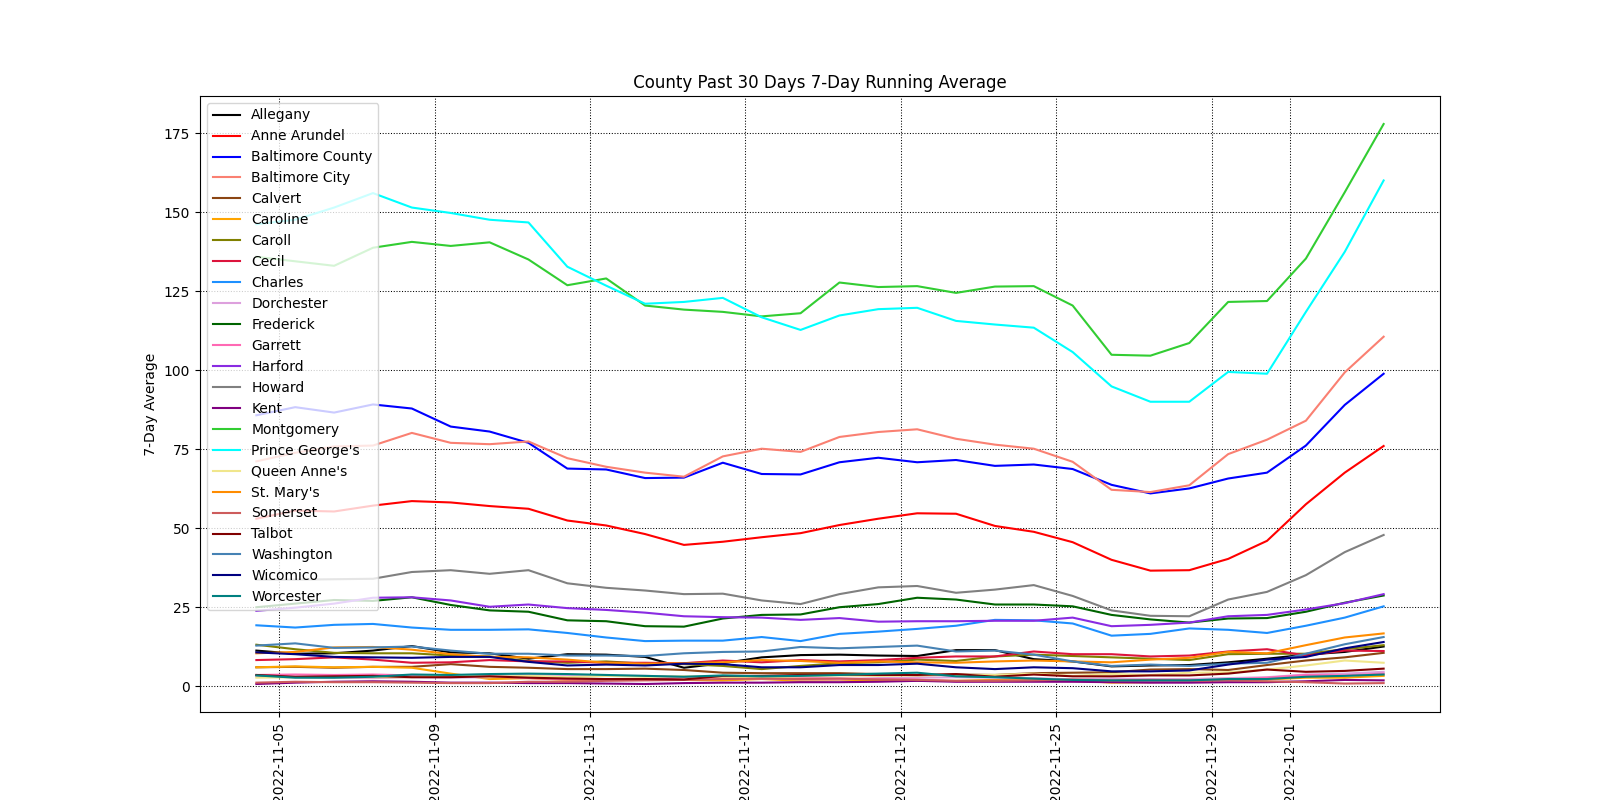 County Past 30 Days 7-Day Running Average
7-Day Average
175
150
125
100
75
50
25
0
Allegany
Anne Arundel
Baltimore County
Baltimore City
Calvert
Caroline
Caroll
Cecil
Charles
Dorchester
Frederick
Garrett
Harford
Howard
Kent
Montgomery
Prince George's
Queen Anne's
St. Mary's
Somerset
Talbot
Washington
Wicomico
Worcester
2022-11-05
2022-11-09
2022-11-13
2022-11-17
2022-11-21
2022-11-25
2022-11-29
2022-12-01